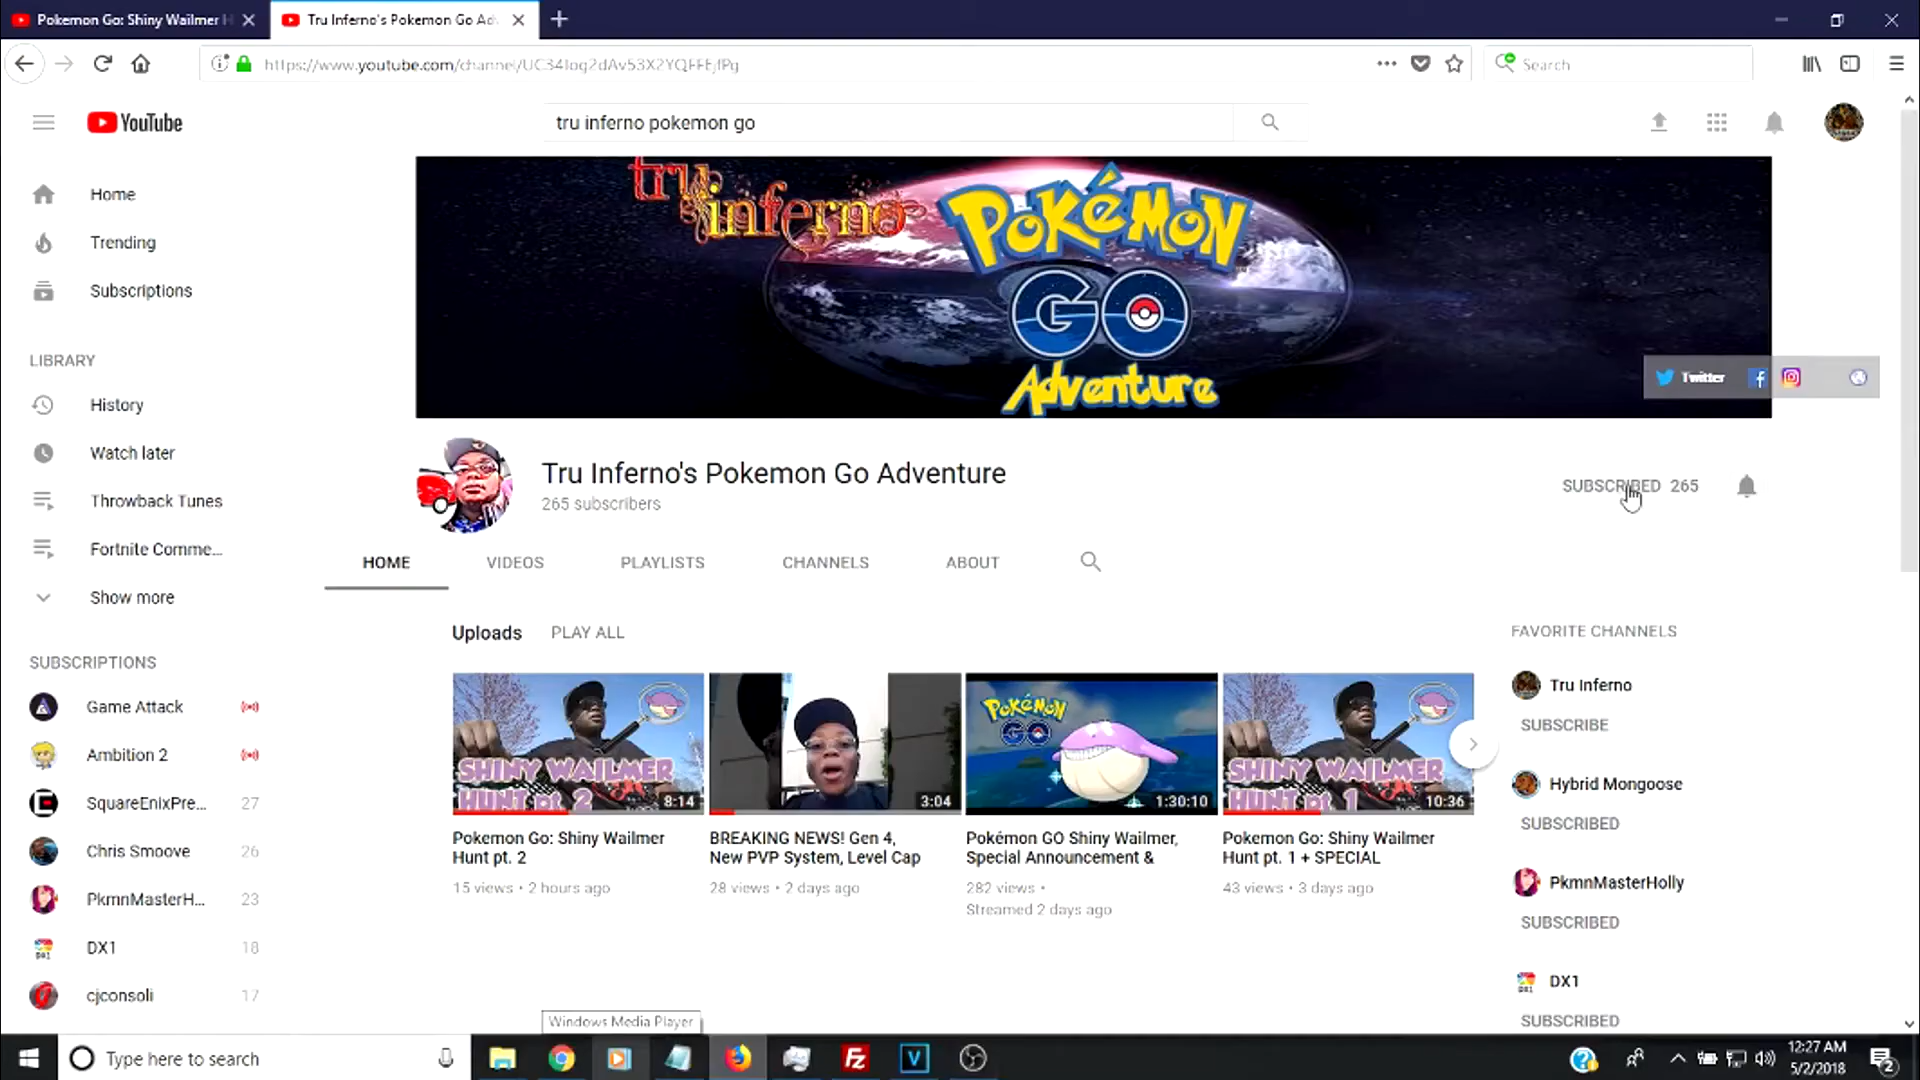 Pokemon Go: Shiny Wailmer H
Tru Inferno's Pokemon Go Ad
Search
YouTube
tru inferno pokemon go
Home
Trending
Subscriptions
LIBRARY
History
Watch later
Throwback Tunes
Fortnite Comme...
Show more
SUBSCRIPTIONS
Game Attack
Ambition 2
SquareEnixPre... 27
Chris Smoove 26
PkmnMasterH... 23
DX1 18
cjconsoli 17
tru inferno
POKéMON
GO
Adventure
Twitter
Tru Inferno's Pokemon Go Adventure
265 subscribers
SUBSCRIBED 265
HOME VIDEOS PLAYLISTS CHANNELS ABOUT
Uploads PLAY ALL
SHINY WAILMER
HUNT pt. 2
8:14
3:04
POKéMON
GO
1:30:10
SHINY WAILMER
HUNT pt. 1
10:36
Pokemon Go: Shiny Wailmer
Hunt pt. 2
15 views • 2 hours ago
BREAKING NEWS! Gen 4,
New PVP System, Level Cap
28 views • 2 days ago
Pokémon GO Shiny Wailmer,
Special Announcement &
282 views •
Streamed 2 days ago
Pokemon Go: Shiny Wailmer
Hunt pt. 1 + SPECIAL
43 views • 3 days ago
FAVORITE CHANNELS
Tru Inferno
SUBSCRIBE
Hybrid Mongoose
SUBSCRIBED
PkmnMasterHolly
SUBSCRIBED
DX1
SUBSCRIBED
Windows Media Player
Type here to search
12:27 AM
5/2/2018
2